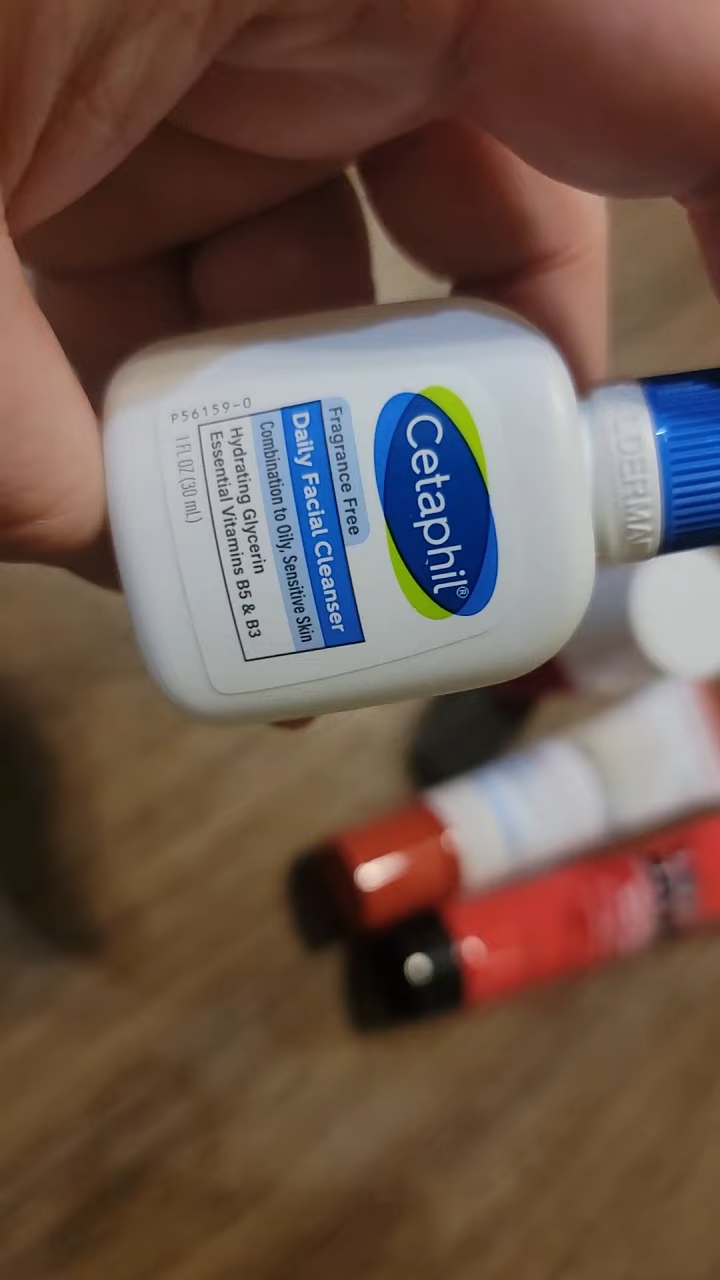 Cetaphil®
Fragrance Free
Daily Facial Cleanser
Combination to Oily, Sensitive Skin
Hydrating Glycerin
Essential Vitamins B5 & B3
P56159-0
1 FL OZ (30 mL)